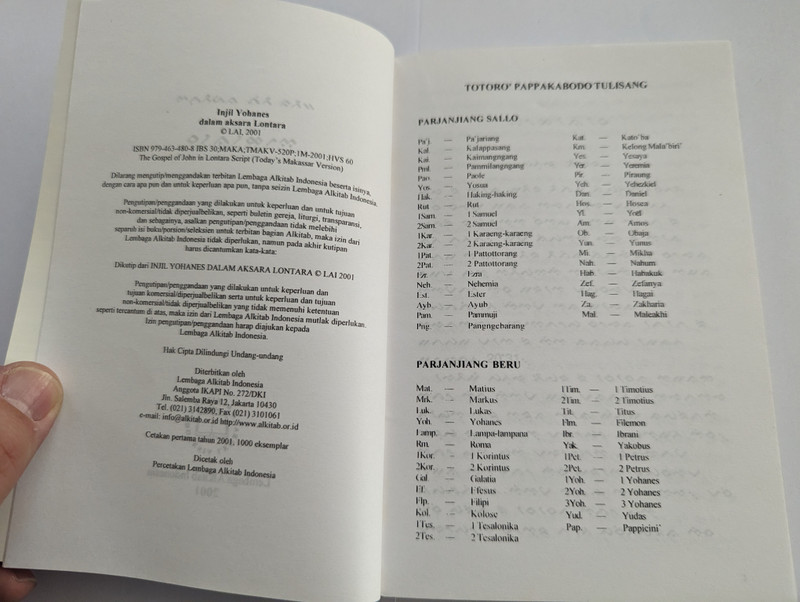 Injil Yohanes
dalam aksara Lontara
© LAI, 2001
ISBN 979-463-480-8 IBS 30;MAKA;TMAKV-520P;1M-2001;HVS 60
The Gospel of John in Lontara Script (Today's Makassar Version)
Dilarang mengutip/menggandakan terbitan Lembaga Alkitab Indonesia beserta isinya,
dengan cara apa pun dan untuk keperluan apa pun, tanpa seizin Lembaga Alkitab Indonesia.
Pengutipan/penggandaan yang dilakukan untuk keperluan dan untuk tujuan
non-komersial/tidak diperjualbelikan, seperti buletin gereja, liturgi, transparansi,
dan sebagainya, asalkan pengutipan/penggandaan tidak melebihi
separuh isi buku/porsion/seleksion untuk terbitan bagian Alkitab, maka izin dari
Lembaga Alkitab Indonesia tidak diperlukan, namun pada akhir kutipan
harus dicantumkan kata-kata:
Dikutip dari INJIL YOHANES DALAM AKSARA LONTARA © LAI 2001
Pengutipan/penggandaan yang dilakukan untuk keperluan dan
tujuan komersial/diperjualbelikan serta untuk keperluan dan tujuan
non-komersial/tidak diperjualbelikan yang tidak memenuhi ketentuan
seperti tercantum di atas, maka izin dari Lembaga Alkitab Indonesia mutlak diperlukan.
Izin pengutipan/penggandaan harap diajukan kepada
Lembaga Alkitab Indonesia.
Hak Cipta Dilindungi Undang-undang
Diterbitkan oleh
Lembaga Alkitab Indonesia
Anggota IKAPI No. 272/DKI
Jln. Salemba Raya 12, Jakarta 10430
Tel. (021) 3142890, Fax (021) 3101061
e-mail: info@alkitab.or.id http://www.alkitab.or.id
Cetakan pertama tahun 2001, 1000 eksemplar
Dicetak oleh
Percetakan Lembaga Alkitab Indonesia
TOTORO' PAPPAKABODO TULISANG
PARJANJIANG SALLO
Pa'j. — Pa'jariang
Kal. — Kalappasang
Kai. — Kaimangngang
Pml. — Pammilangngang
Pao. — Paole
Yos. — Yosua
Hak. — Haking-haking
Rut — Rut
1Sam. — 1 Samuel
2Sam. — 2 Samuel
1Kar. — 1 Karaeng-karaeng
2Kar. — 2 Karaeng-karaeng
1Pat. — 1 Pattottorang
2Pat. — 2 Pattottorang
Ezr. — Ezra
Neh. — Nehemia
Est. — Ester
Ayb. — Ayub
Pam. — Pammuji
Png. — Pangngebarang
Kat. — Kato'ba
Km. — Kelong Mala'biri'
Yes. — Yesaya
Yer. — Yeremia
Pir. — Piraung
Yeh. — Yehezkiel
Dan. — Daniel
Hos. — Hosea
Yl. — Yoel
Am. — Amos
Ob. — Obaja
Yun. — Yunus
Mi. — Mikha
Nah. — Nahum
Hab. — Habakuk
Zef. — Zefanya
Hag. — Hagai
Za. — Zakharia
Mal. — Maleakhi
PARJANJIANG BERU
Mat. — Matius
Mrk. — Markus
Luk. — Lukas
Yoh. — Yohanes
Lamp. — Lampa-lampana
Rm. — Roma
1Kor. — 1 Korintus
2Kor. — 2 Korintus
Gal. — Galatia
Ef. — Efesus
Flp. — Filipi
Kol. — Kolose
1Tes. — 1 Tesalonika
2Tes. — 2 Tesalonika
1Tim. — 1 Timotius
2Tim. — 2 Timotius
Tit. — Titus
Flm. — Filemon
Ibr. — Ibrani
Yak. — Yakobus
1Pet. — 1 Petrus
2Pet. — 2 Petrus
1Yoh. — 1 Yohanes
2Yoh. — 2 Yohanes
3Yoh. — 3 Yohanes
Yud. — Yudas
Pap. — Pappicini'